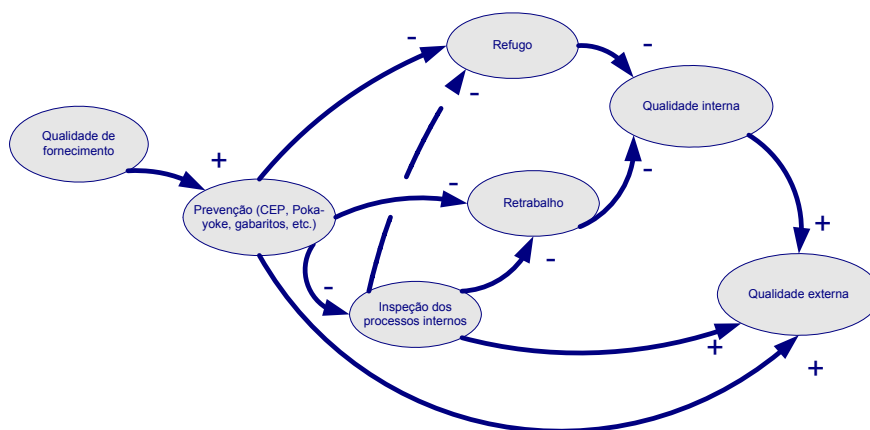 Refugo
Qualidade interna
Qualidade de
fornecimento
Prevenção (CEP, Poka-
yoke, gabaritos, etc.)
Retrabalho
Inspeção dos
processos internos
Qualidade externa
-
-
-
+
-
-
-
-
+
+
+